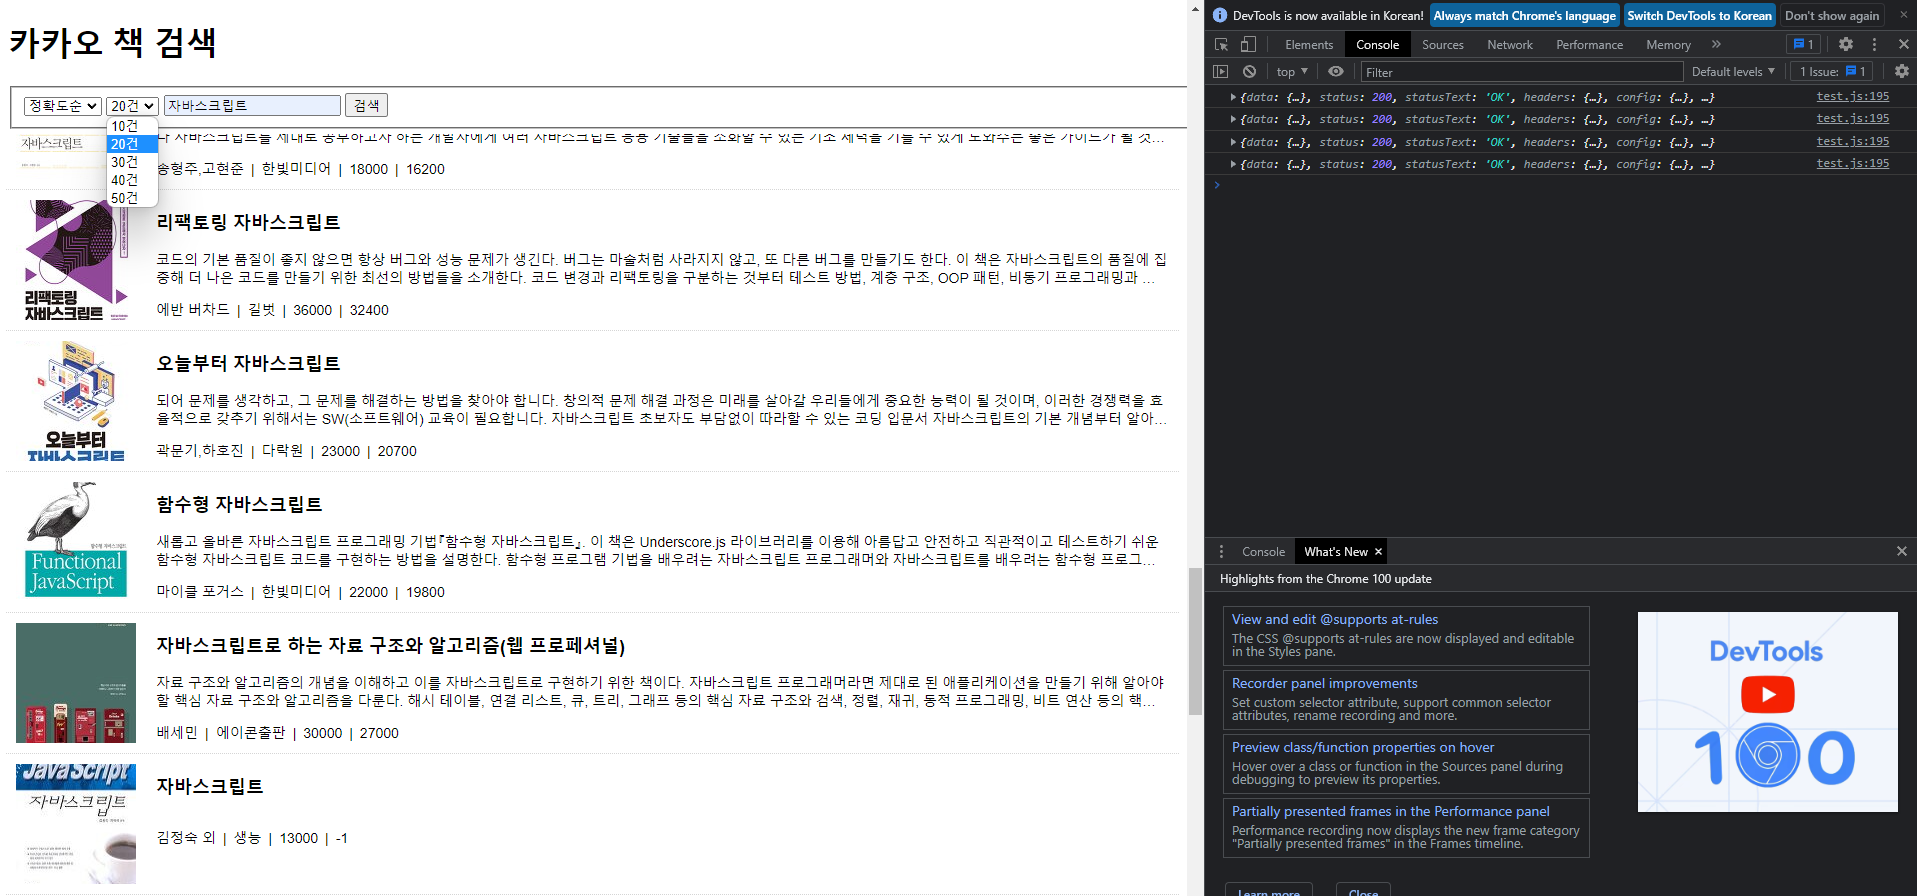 카카오 책 검색
정확도순 20건 자바스크립트 검색
10건
20건
30건
40건
50건
자바스크립트를 제대로 공부하고자 하는 개발자에게 여러 자바스크립트 응용 기술들을 소화할 수 있는 기초 체력을 기를 수 있게 도와주는 좋은 가이드가 될 것...
자바스크립트
송형주,고현준 | 한빛미디어 | 18000 | 16200
리팩토링 자바스크립트
코드의 기본 품질이 좋지 않으면 항상 버그와 성능 문제가 생긴다. 버그는 마술처럼 사라지지 않고, 또 다른 버그를 만들기도 한다. 이 책은 자바스크립트의 품질에 집
중해 더 나은 코드를 만들기 위한 최선의 방법들을 소개한다. 코드 변경과 리팩토링을 구분하는 것부터 테스트 방법, 계층 구조, OOP 패턴, 비동기 프로그래밍과 ...
리팩토링
자바스크립트
에반 버차드 | 길벗 | 36000 | 32400
오늘부터 자바스크립트
되어 문제를 생각하고, 그 문제를 해결하는 방법을 찾아야 합니다. 창의적 문제 해결 과정은 미래를 살아갈 우리들에게 중요한 능력이 될 것이며, 이러한 경쟁력을 효
율적으로 갖추기 위해서는 SW(소프트웨어) 교육이 필요합니다. 자바스크립트 초보자도 부담없이 따라할 수 있는 코딩 입문서 자바스크립트의 기본 개념부터 알아...
오늘부터
자바스크립트
곽문기,하호진 | 다락원 | 23000 | 20700
함수형 자바스크립트
새롭고 올바른 자바스크립트 프로그래밍 기법『함수형 자바스크립트』. 이 책은 Underscore.js 라이브러리를 이용해 아름답고 안전하고 직관적이고 테스트하기 쉬운
함수형 자바스크립트 코드를 구현하는 방법을 설명한다. 함수형 프로그램 기법을 배우려는 자바스크립트 프로그래머와 자바스크립트를 배우려는 함수형 프로그...
함수형 자바스크립트
Functional
JavaScript
마이클 포거스 | 한빛미디어 | 22000 | 19800
자바스크립트로 하는 자료 구조와 알고리즘(웹 프로페셔널)
자료 구조와 알고리즘의 개념을 이해하고 이를 자바스크립트로 구현하기 위한 책이다. 자바스크립트 프로그래머라면 제대로 된 애플리케이션을 만들기 위해 알아야
할 핵심 자료 구조와 알고리즘을 다룬다. 해시 테이블, 연결 리스트, 큐, 트리, 그래프 등의 핵심 자료 구조와 검색, 정렬, 재귀, 동적 프로그래밍, 비트 연산 등의 핵...
배세민 | 에이콘출판 | 30000 | 27000
JavaScript
자바스크립트
자바스크립트
김정숙 외 | 생능 | 13000 | -1
DevTools is now available in Korean! Always match Chrome's language Switch DevTools to Korean Don't show again ×
Elements Console Sources Network Performance Memory » 1
top ▼ Filter Default levels ▼ 1 Issue: 1
▶{data: {…}, status: 200, statusText: 'OK', headers: {…}, config: {…}, …} test.js:195
▶{data: {…}, status: 200, statusText: 'OK', headers: {…}, config: {…}, …} test.js:195
▶{data: {…}, status: 200, statusText: 'OK', headers: {…}, config: {…}, …} test.js:195
▶{data: {…}, status: 200, statusText: 'OK', headers: {…}, config: {…}, …} test.js:195
Console What's New ×
Highlights from the Chrome 100 update
View and edit @supports at-rules
The CSS @supports at-rules are now displayed and editable
in the Styles pane.
Recorder panel improvements
Set custom selector attribute, support common selector
attributes, rename recording and more.
Preview class/function properties on hover
Hover over a class or function in the Sources panel during
debugging to preview its properties.
Partially presented frames in the Performance panel
Performance recording now displays the new frame category
"Partially presented frames" in the Frames timeline.
Learn more Close
DevTools
100